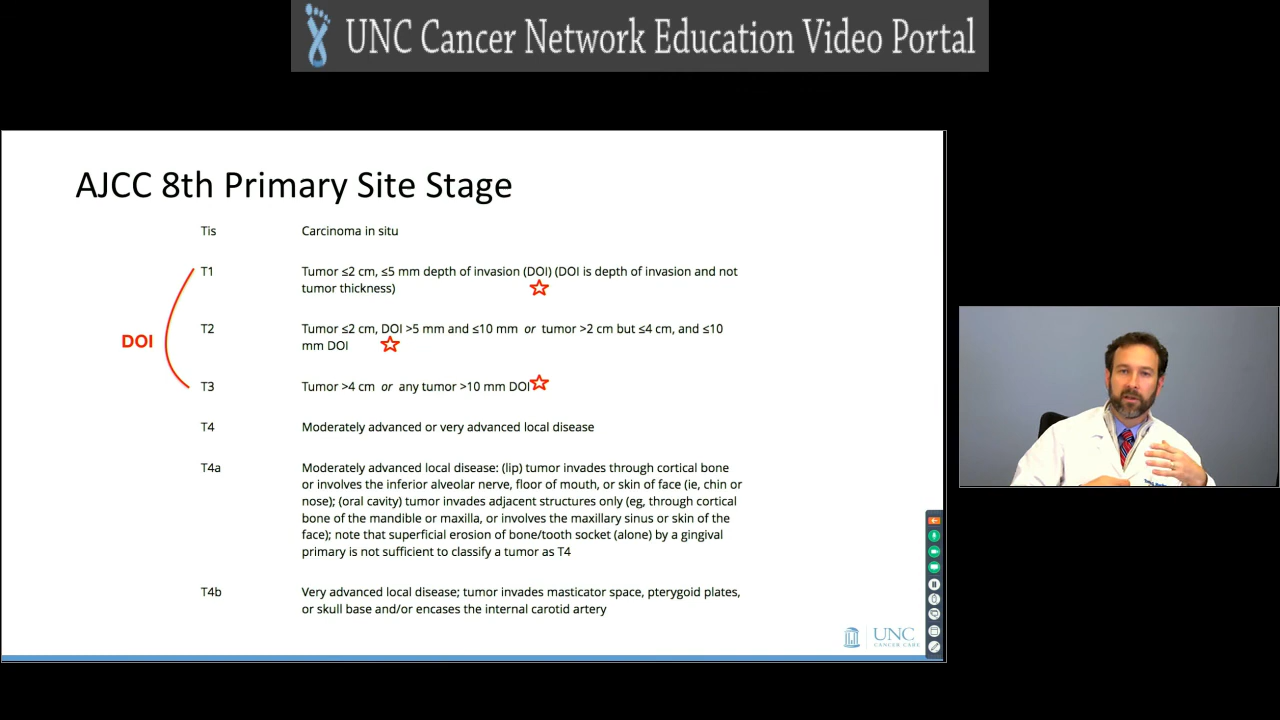 UNC Cancer Network Education Video Portal
AJCC 8th Primary Site Stage
Tis Carcinoma in situ
T1 Tumor ≤2 cm, ≤5 mm depth of invasion (DOI) (DOI is depth of invasion and not
tumor thickness)
T2 Tumor ≤2 cm, DOI >5 mm and ≤10 mm or tumor >2 cm but ≤4 cm, and ≤10
mm DOI
DOI
T3 Tumor >4 cm or any tumor >10 mm DOI
T4 Moderately advanced or very advanced local disease
T4a Moderately advanced local disease: (lip) tumor invades through cortical bone
or involves the inferior alveolar nerve, floor of mouth, or skin of face (ie, chin or
nose); (oral cavity) tumor invades adjacent structures only (eg, through cortical
bone of the mandible or maxilla, or involves the maxillary sinus or skin of the
face); note that superficial erosion of bone/tooth socket (alone) by a gingival
primary is not sufficient to classify a tumor as T4
T4b Very advanced local disease; tumor invades masticator space, pterygoid plates,
or skull base and/or encases the internal carotid artery
UNC
CANCER CARE